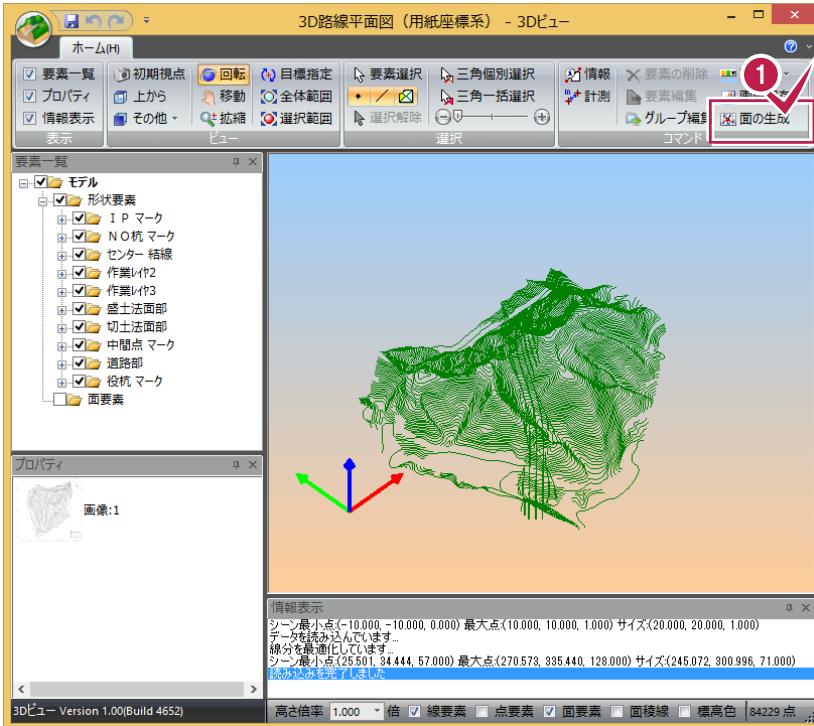 3D路線平面図（用紙座標系） - 3Dビュー
ホーム(H)
要素一覧 初期視点 回転 目標指定 要素選択 三角個別選択 情報 要素の削除
プロパティ 上から 移動 全体範囲 三角一括選択 計測 要素編集
情報表示 その他 拡縮 選択範囲 選択解除 グループ編集 面の生成
表示 ビュー 選択 コマンド
1
要素一覧
モデル
形状要素
ＩＰ マーク
ＮＯ杭 マーク
センター 結線
作業レイヤ2
作業レイヤ3
盛土法面部
切土法面部
中間点 マーク
道路部
役杭 マーク
面要素
プロパティ
画像:1
情報表示
シーン最小点:(-10.000, -10.000, 0.000) 最大点:(10.000, 10.000, 1.000) サイズ:(20.000, 20.000, 1.000)
データを読み込んでいます...
線分を最適化しています...
シーン最小点:(25.501, 34.444, 57.000) 最大点:(270.573, 335.440, 128.000) サイズ:(245.072, 300.996, 71.000)
読み込みを完了しました
3Dビュー Version 1.00(Build 4652) 高さ倍率 1.000 倍 線要素 点要素 面要素 面稜線 標高色 84229 点